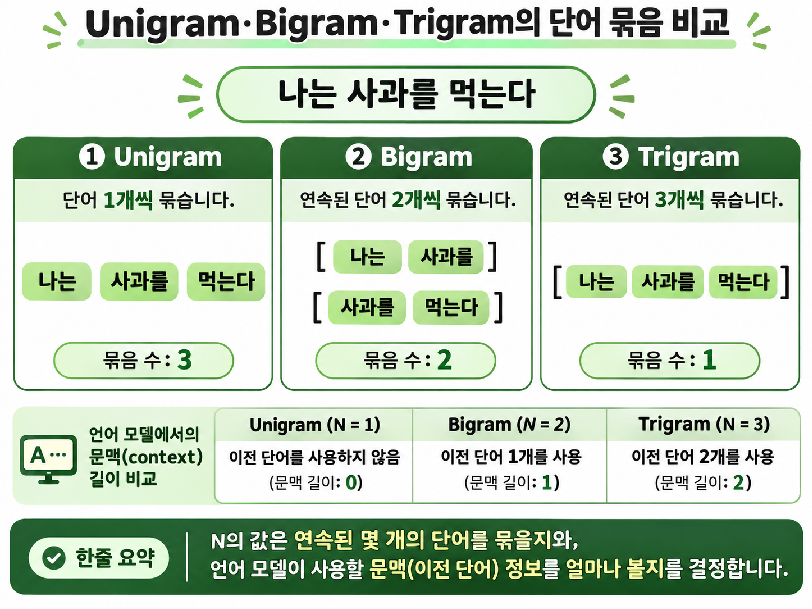 Unigram·Bigram·Trigram의 단어 묶음 비교
나는 사과를 먹는다
1 Unigram
단어 1개씩 묶습니다.
나는 사과를 먹는다
묶음 수: 3
2 Bigram
연속된 단어 2개씩 묶습니다.
[ 나는 사과를 ]
[ 사과를 먹는다 ]
묶음 수: 2
3 Trigram
연속된 단어 3개씩 묶습니다.
[ 나는 사과를 먹는다 ]
묶음 수: 1
A
언어 모델에서의
문맥(context)
길이 비교
Unigram (N = 1)
이전 단어를 사용하지 않음
(문맥 길이: 0)
Bigram (N = 2)
이전 단어 1개를 사용
(문맥 길이: 1)
Trigram (N = 3)
이전 단어 2개를 사용
(문맥 길이: 2)
한줄 요약
N의 값은 연속된 몇 개의 단어를 묶을지와,
언어 모델이 사용할 문맥(이전 단어) 정보를 얼마나 볼지를 결정합니다.